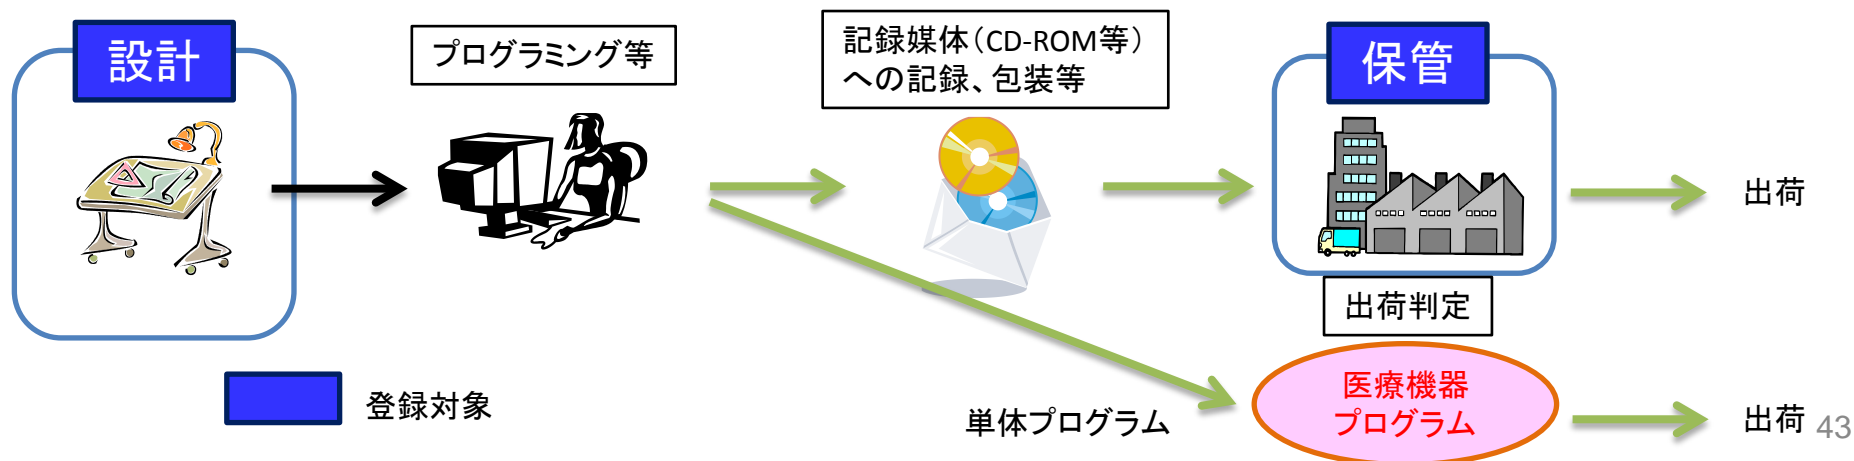 設計
プログラミング等
記録媒体（CD-ROM等）
への記録、包装等
保管
出荷
出荷判定
医療機器
プログラム
単体プログラム
出荷
登録対象
43